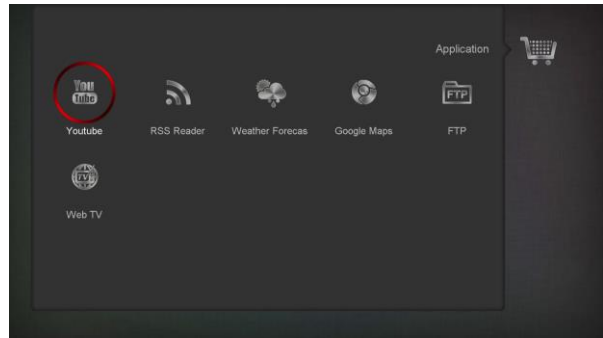 Application
You
Tube
FTP
Youtube RSS Reader Weather Forecas Google Maps FTP
TV
Web TV